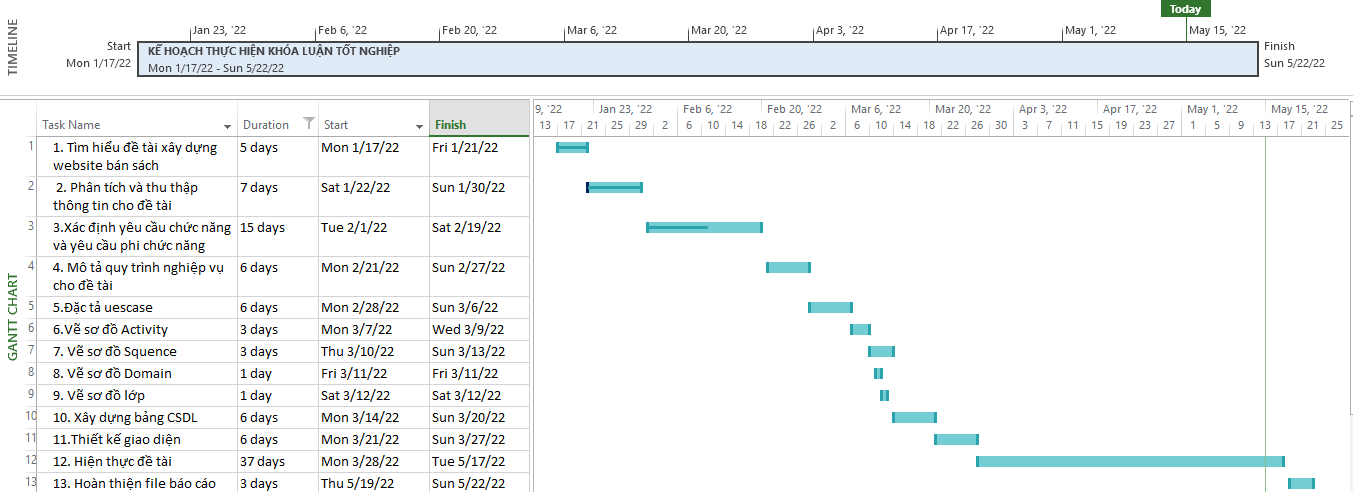 Today
Jan 23, '22 Feb 6, '22 Feb 20, '22 Mar 6, '22 Mar 20, '22 Apr 3, '22 Apr 17, '22 May 1, '22 May 15, '22
TIMELINE
Start
Mon 1/17/22
KẾ HOẠCH THỰC HIỆN KHÓA LUẬN TỐT NGHIỆP
Mon 1/17/22 - Sun 5/22/22
Finish
Sun 5/22/22
GANTT CHART
Task Name Duration Start Finish
9, '22 Jan 23, '22 Feb 6, '22 Feb 20, '22 Mar 6, '22 Mar 20, '22 Apr 3, '22 Apr 17, '22 May 1, '22 May 15, '22
13 17 21 25 29 2 6 10 14 18 22 26 2 6 10 14 18 22 26 30 3 7 11 15 19 23 27 1 5 9 13 17 21 25
1 1. Tìm hiểu đề tài xây dựng 5 days Mon 1/17/22 Fri 1/21/22
website bán sách
2 2. Phân tích và thu thập 7 days Sat 1/22/22 Sun 1/30/22
thông tin cho đề tài
3 3.Xác định yêu cầu chức năng 15 days Tue 2/1/22 Sat 2/19/22
và yêu cầu phi chức năng
4 4. Mô tả quy trình nghiệp vụ 6 days Mon 2/21/22 Sun 2/27/22
cho đề tài
5 5.Đặc tả uescase 6 days Mon 2/28/22 Sun 3/6/22
6 6.Vẽ sơ đồ Activity 3 days Mon 3/7/22 Wed 3/9/22
7 7. Vẽ sơ đồ Squence 3 days Thu 3/10/22 Sun 3/13/22
8 8. Vẽ sơ đồ Domain 1 day Fri 3/11/22 Fri 3/11/22
9 9. Vẽ sơ đồ lớp 1 day Sat 3/12/22 Sat 3/12/22
10 10. Xây dựng bảng CSDL 6 days Mon 3/14/22 Sun 3/20/22
11 11.Thiết kế giao diện 6 days Mon 3/21/22 Sun 3/27/22
12 12. Hiện thực đề tài 37 days Mon 3/28/22 Tue 5/17/22
13 13. Hoàn thiện file báo cáo 3 days Thu 5/19/22 Sun 5/22/22